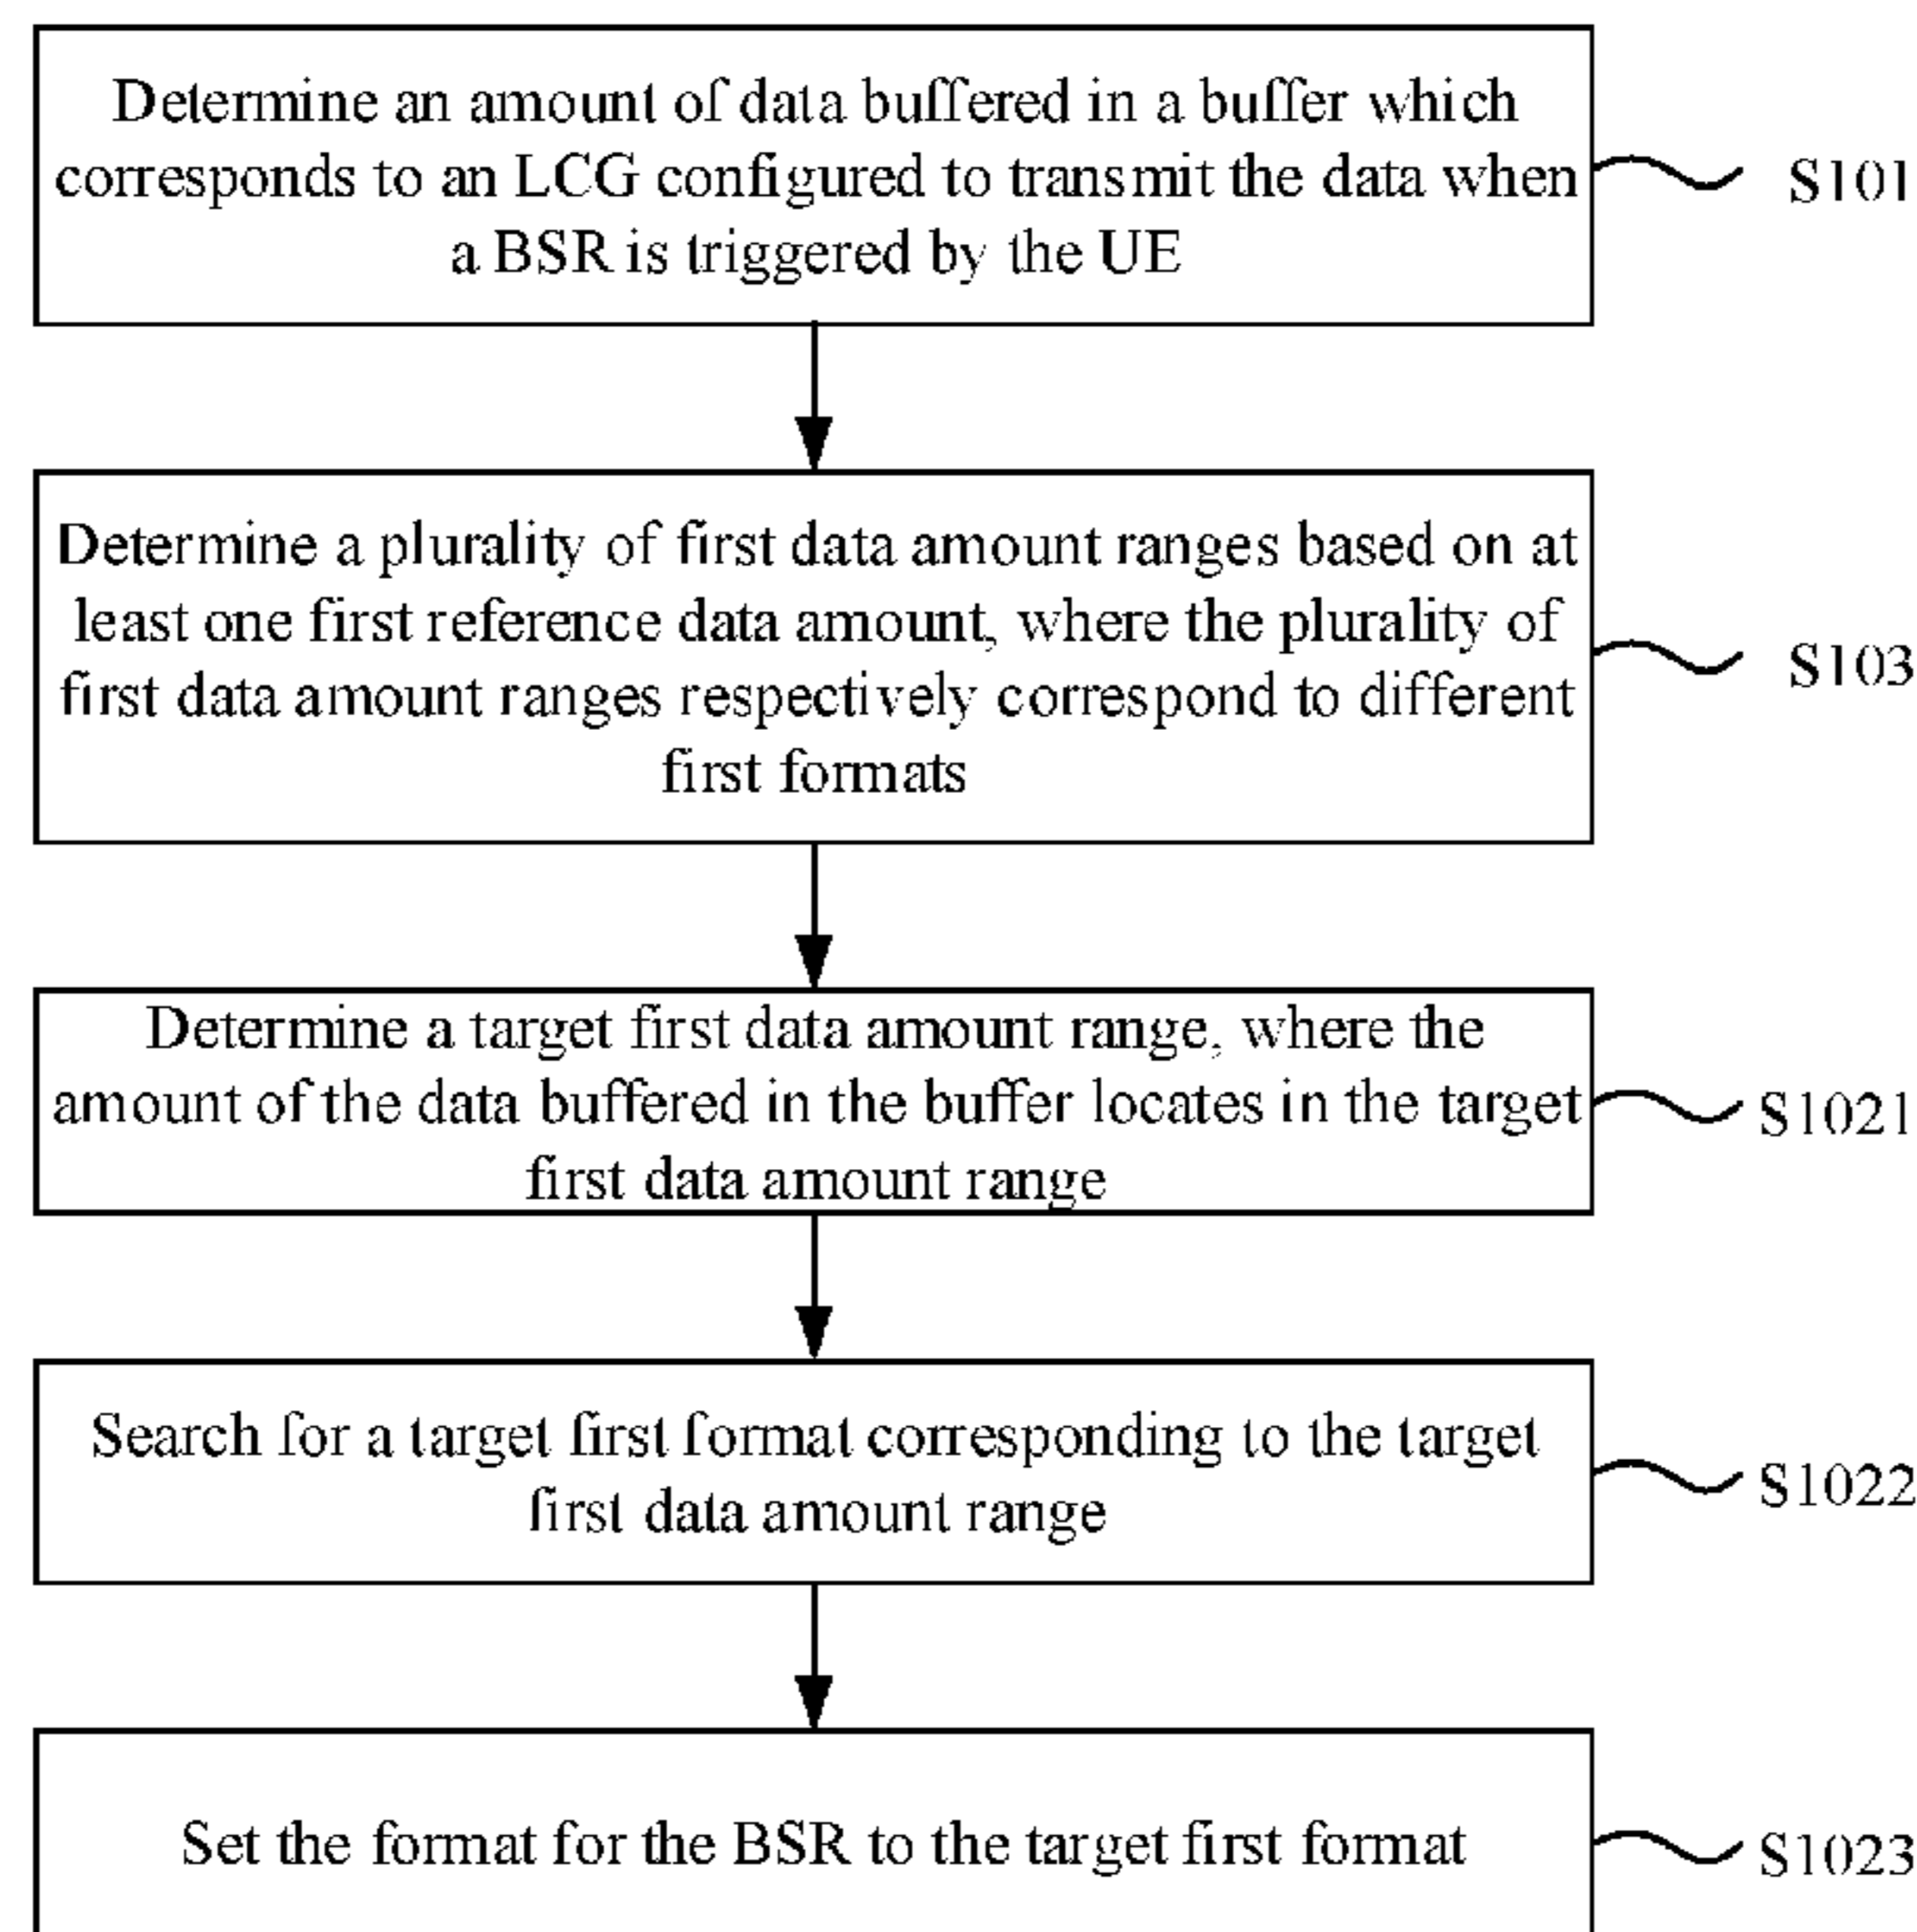 Determine an amount of data buffered in a buffer which
corresponds to an LCG configured to transmit the data when
a BSR is triggered by the UE
S101
Determine a plurality of first data amount ranges based on at
least one first reference data amount, where the plurality of
first data amount ranges respectively correspond to different
first formats
S103
Determine a target first data amount range, where the
amount of the data buffered in the buffer locates in the target
first data amount range
S1021
Search for a target first format corresponding to the target
first data amount range
S1022
Set the format for the BSR to the target first format
S1023